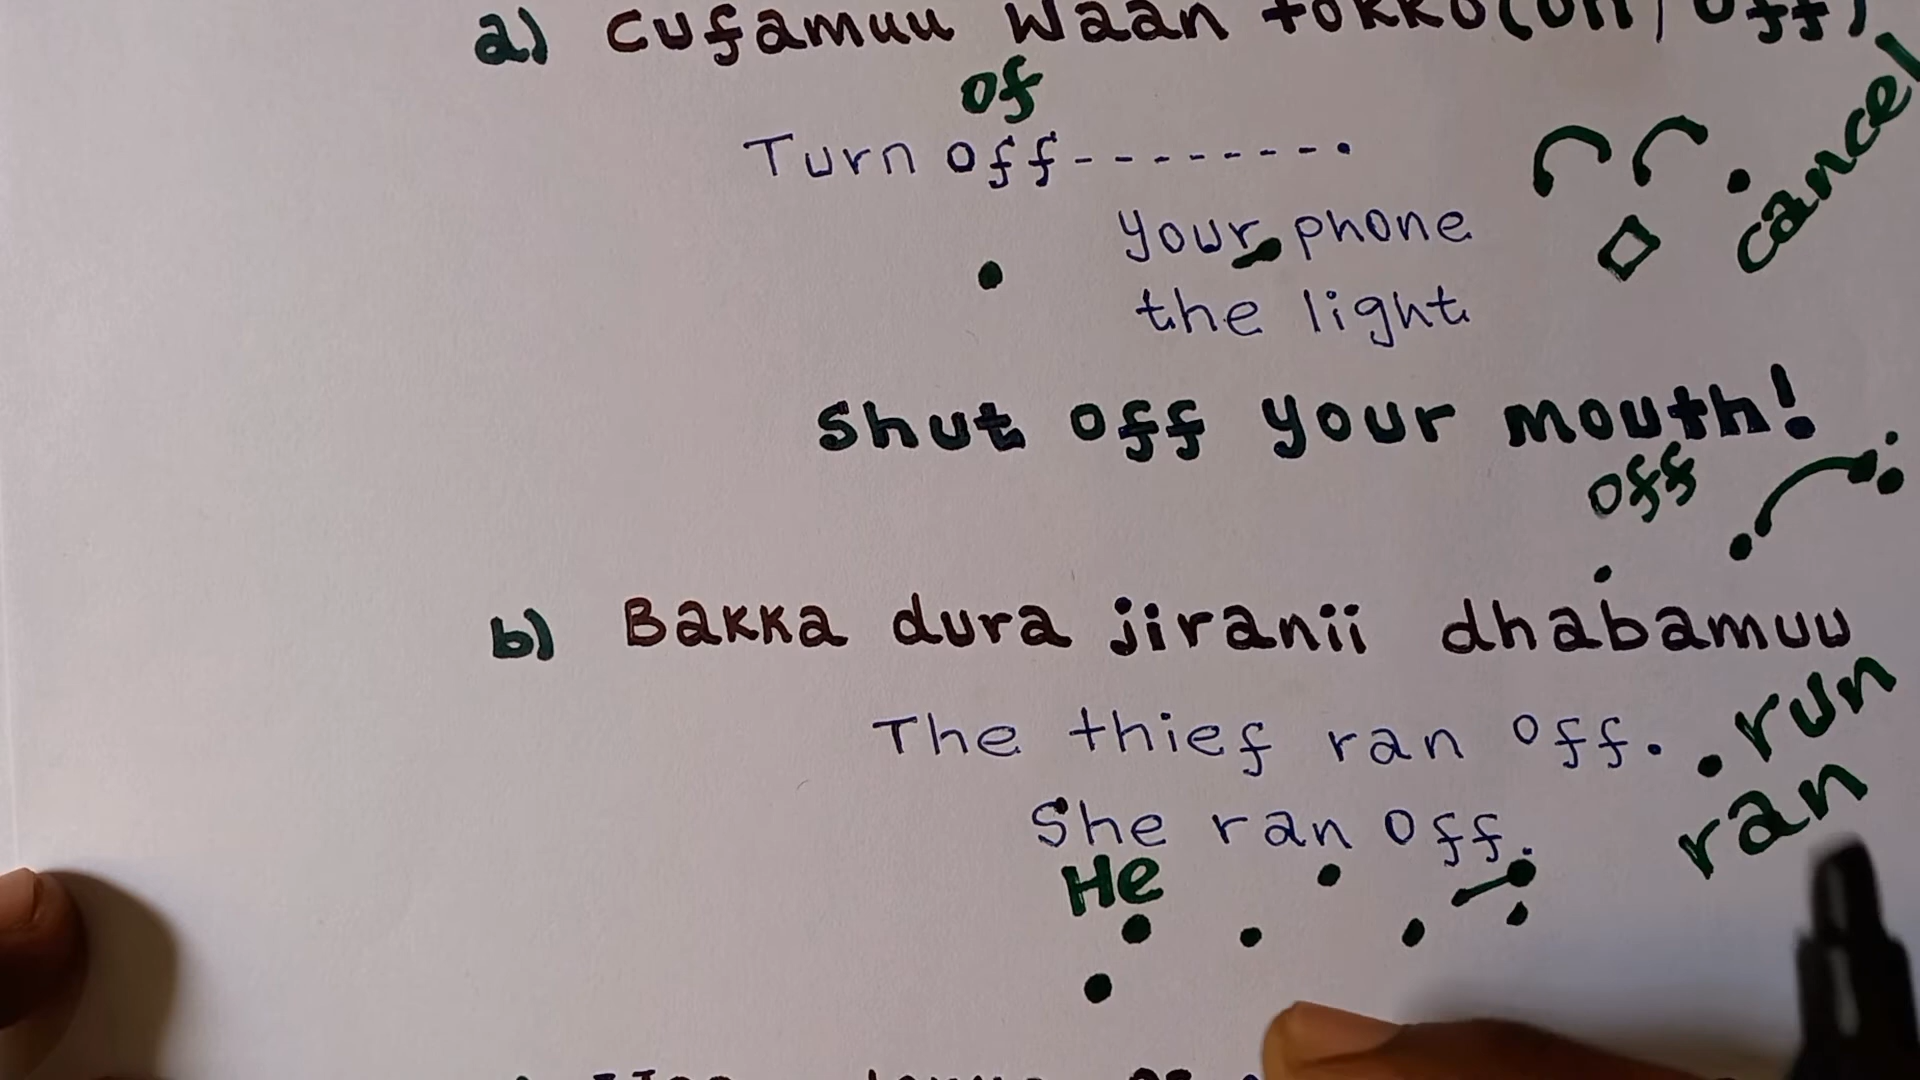 a) Cufamuu waan tokko (on / off)
of
Turn off--------.
your phone
the light
cancel
Shut off your mouth!
off
b) Bakka dura jiranii dhabamuu
The thief ran off.
run
She ran off.
ran
He